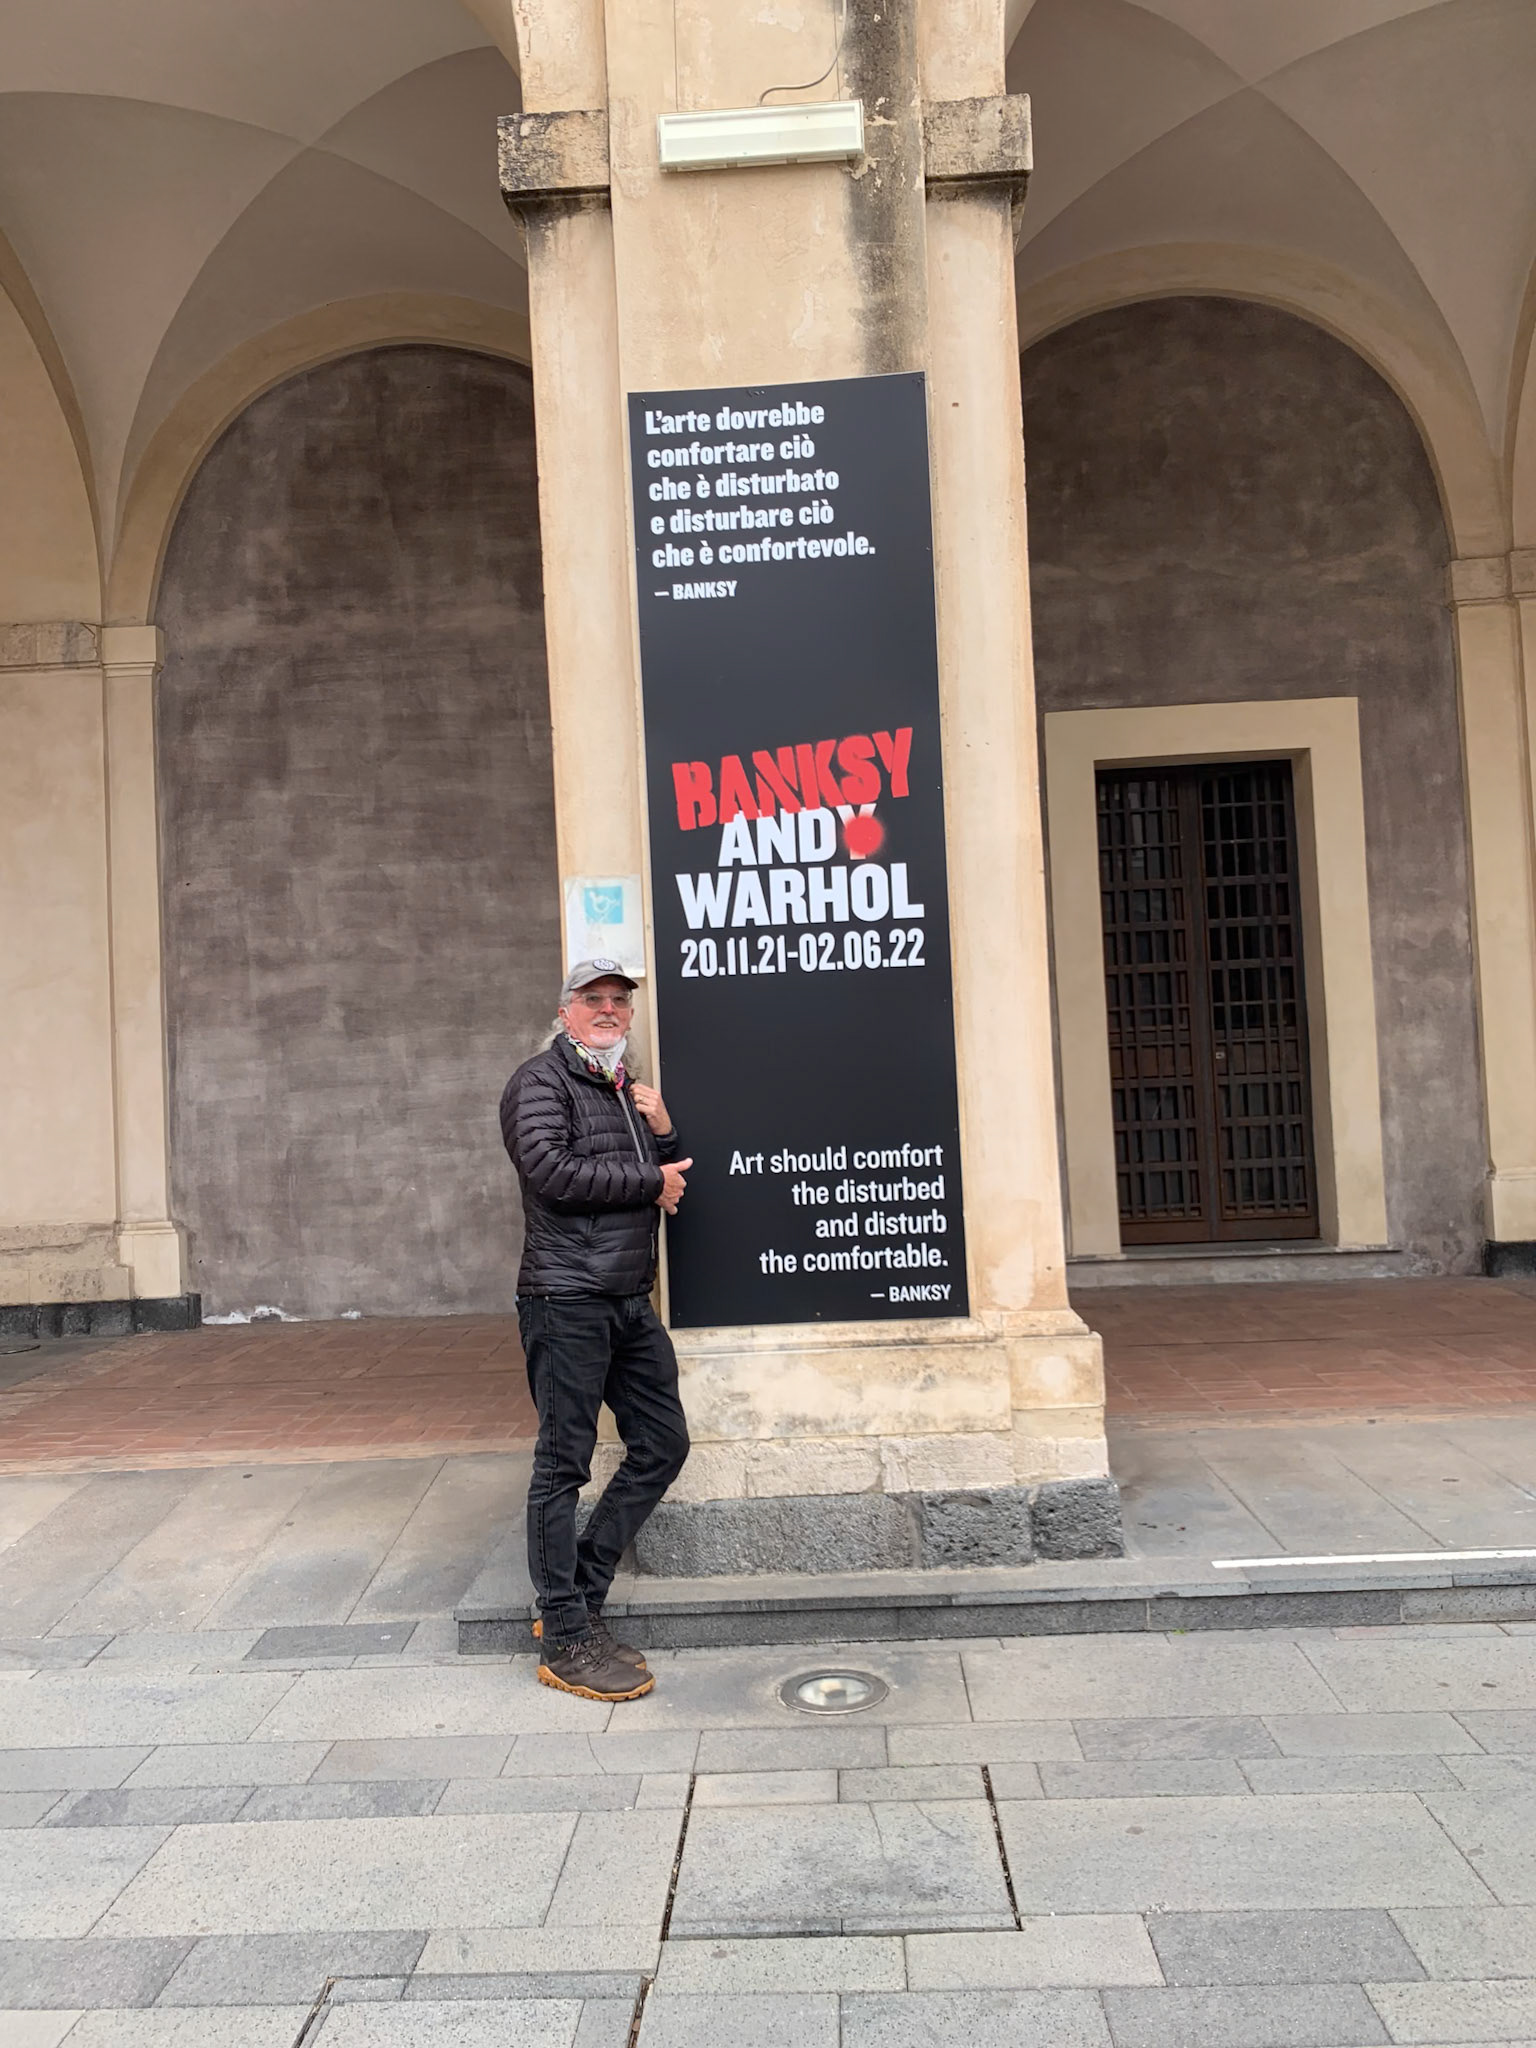 L'arte dovrebbe
confortare ciò
che è disturbato
e disturbare ciò
che è confortevole.
— BANKSY
BANKSY
ANDY
WARHOL
20.11.21-02.06.22
Art should comfort
the disturbed
and disturb
the comfortable.
— BANKSY